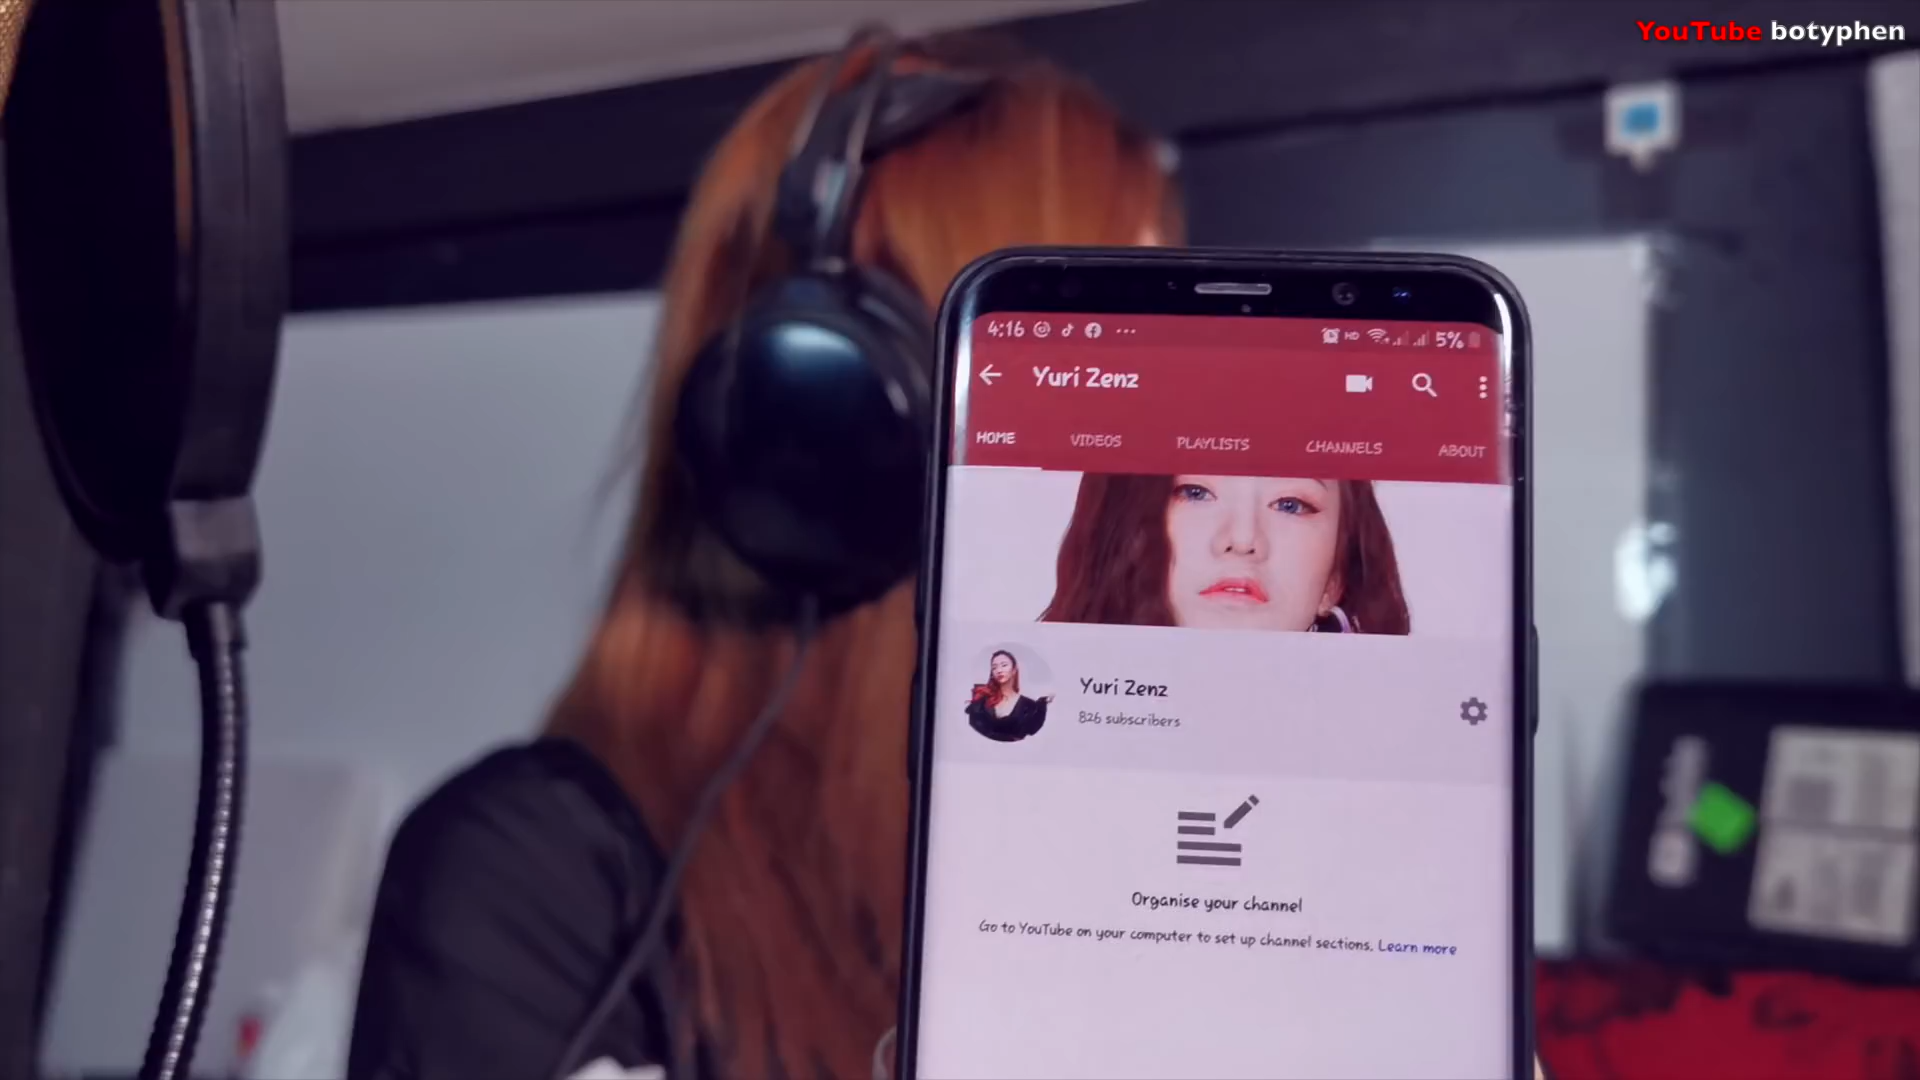 YouTube botyphen
4:16 ... HD 5%
Yuri Zenz
HOME VIDEOS PLAYLISTS CHANNELS ABOUT
Yuri Zenz
826 subscribers
Organise your channel
Go to YouTube on your computer to set up channel sections. Learn more